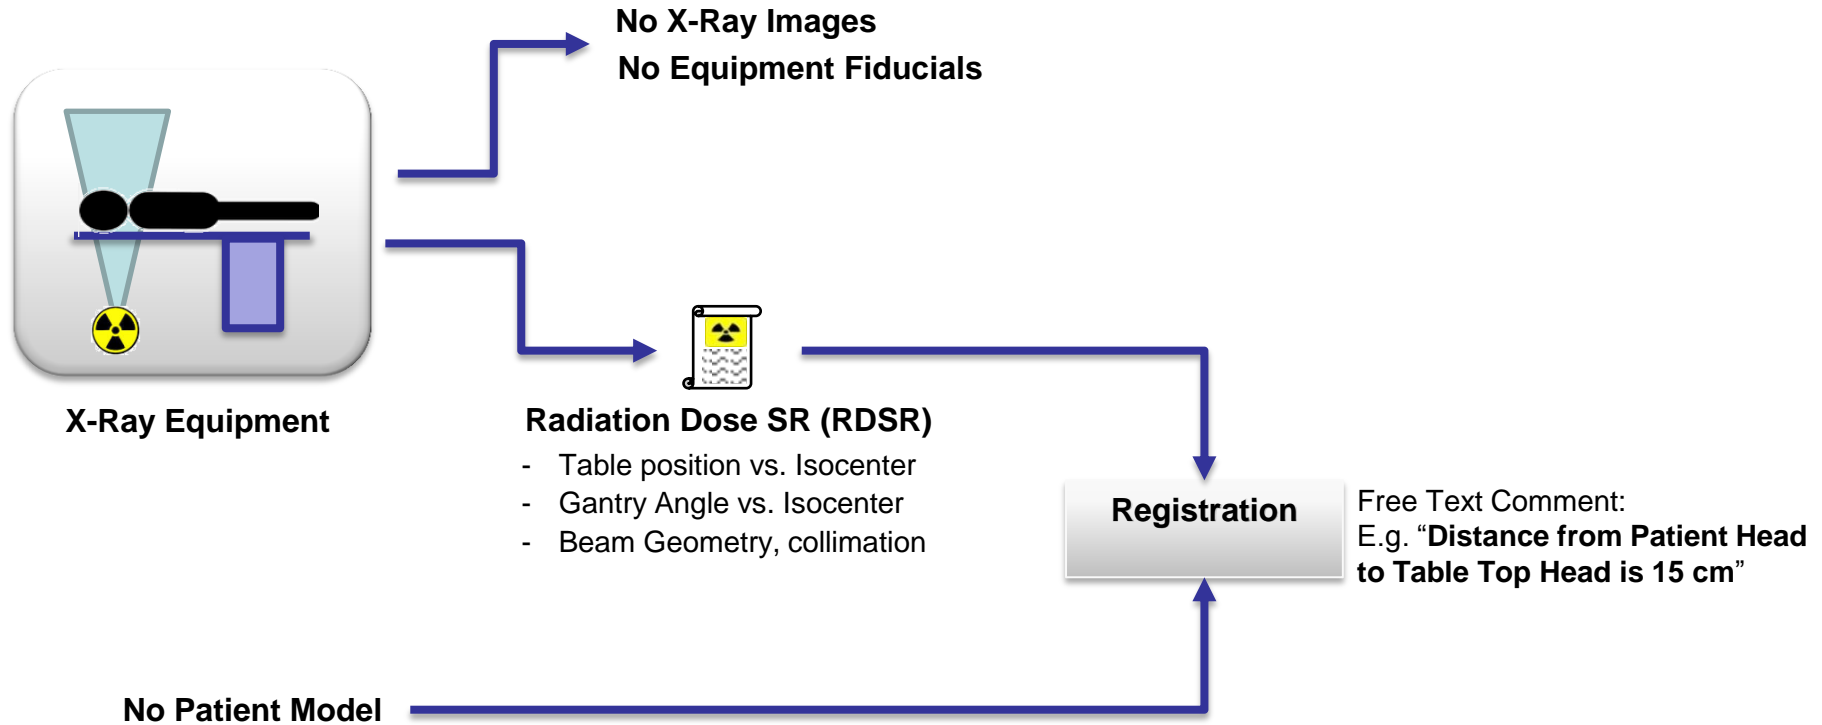 No X-Ray Images
No Equipment Fiducials
X-Ray Equipment
Radiation Dose SR (RDSR)
- Table position vs. Isocenter
- Gantry Angle vs. Isocenter
- Beam Geometry, collimation
Registration
Free Text Comment:
E.g. “Distance from Patient Head
to Table Top Head is 15 cm”
No Patient Model